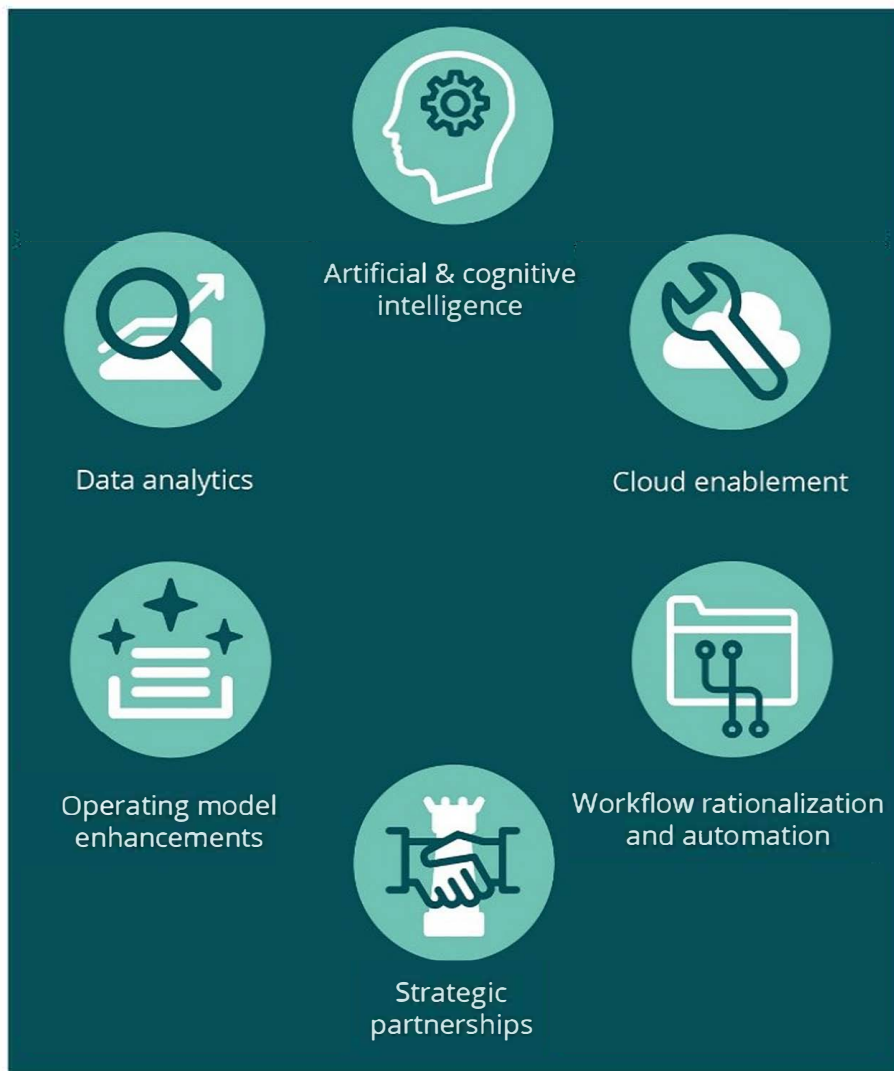 Artificial & cognitive
intelligence
Data analytics
Cloud enablement
Operating model
enhancements
Workflow rationalization
and automation
Strategic
partnerships